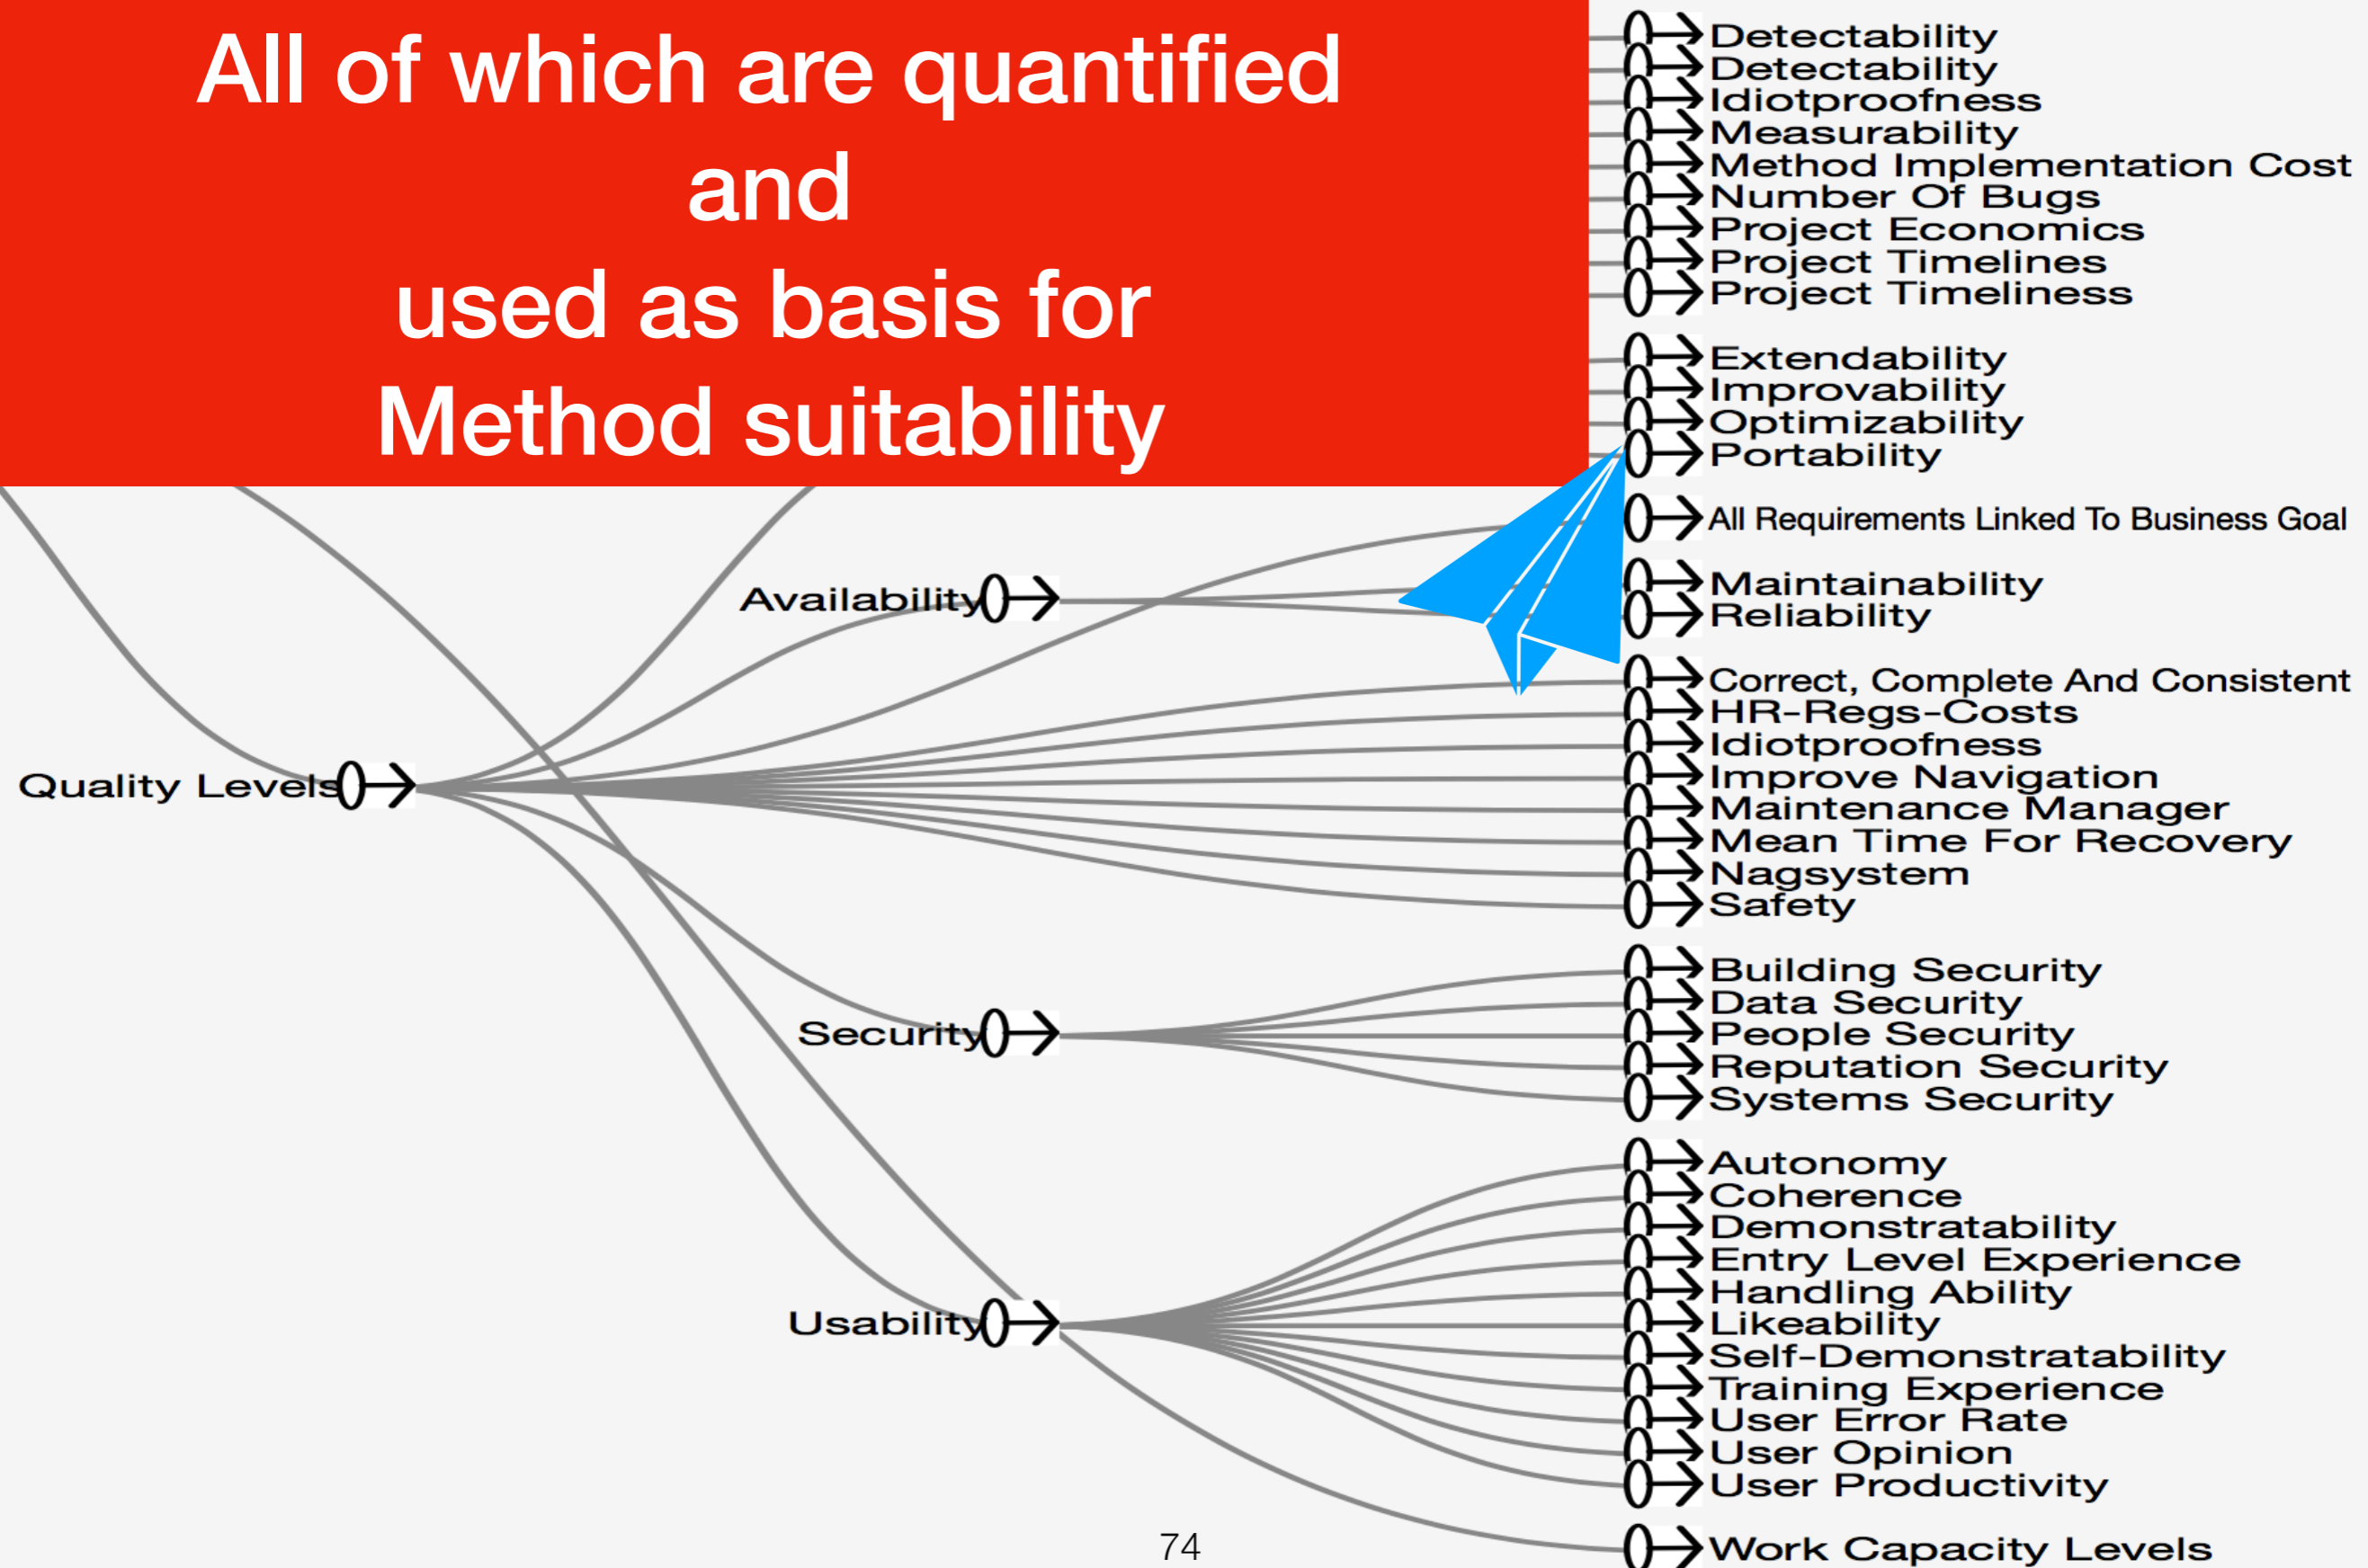 All of which are quantified
and
used as basis for
Method suitability
Detectability
Detectability
Idiotproofness
Measurability
Method Implementation Cost
Number Of Bugs
Project Economics
Project Timelines
Project Timeliness
Extendability
Improvability
Optimizability
Portability
All Requirements Linked To Business Goal
Availability
Maintainability
Reliability
Quality Levels
Correct, Complete And Consistent
HR-Regs-Costs
Idiotproofness
Improve Navigation
Maintenance Manager
Mean Time For Recovery
Nagsystem
Safety
Security
Building Security
Data Security
People Security
Reputation Security
Systems Security
Usability
Autonomy
Coherence
Demonstratability
Entry Level Experience
Handling Ability
Likeability
Self-Demonstratability
Training Experience
User Error Rate
User Opinion
User Productivity
Work Capacity Levels
74